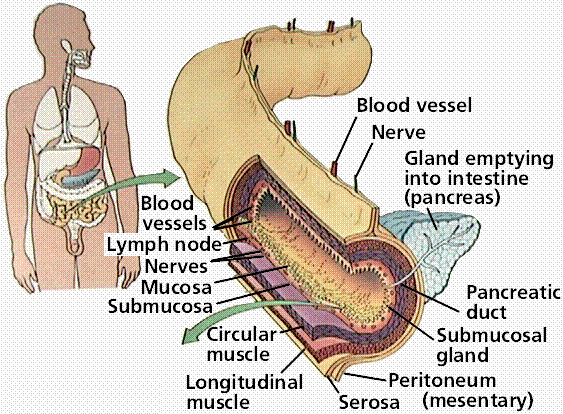 Blood vessel
Nerve
Gland emptying
into intestine
(pancreas)
Blood
vessels
Lymph node
Nerves
Mucosa
Submucosa
Circular
muscle
Longitudinal
muscle
Pancreatic
duct
Submucosal
gland
Peritoneum
(mesentary)
Serosa